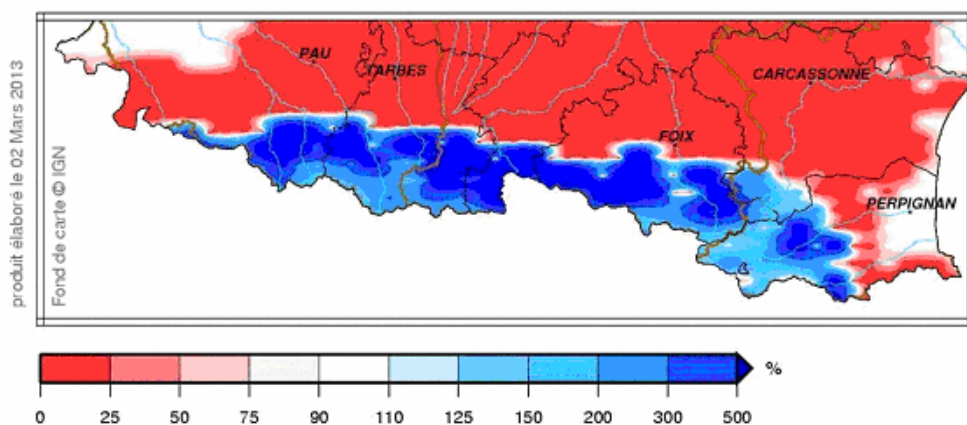 produit élaboré le 02 Mars 2013
Fond de carte © IGN
PAU
TARBES
CARCASSONNE
FOIX
PERPIGNAN
%
0 25 50 75 90 110 125 150 200 300 500